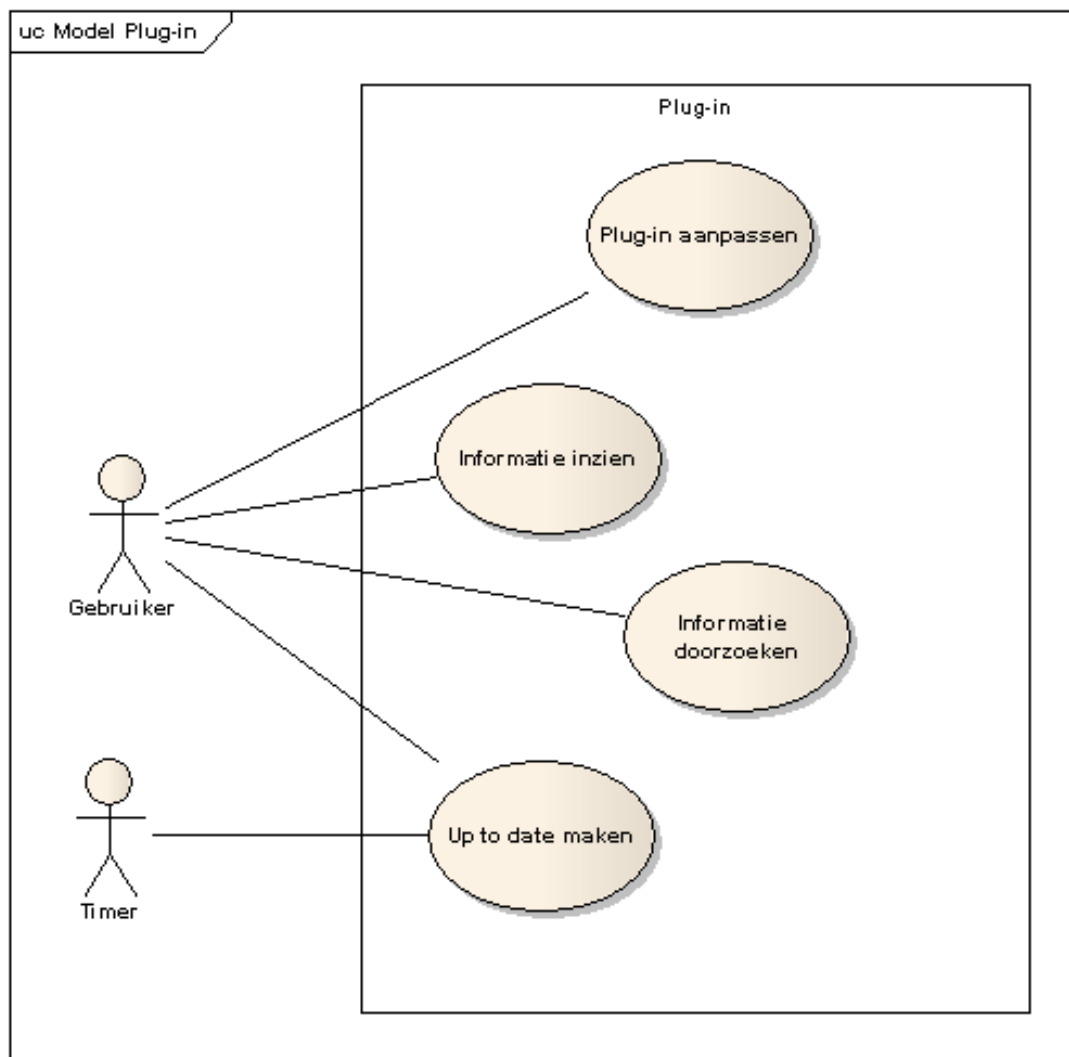 uc Model Plug-in
Plug-in
Plug-in aanpassen
Informatie inzien
Gebruiker
Informatie
doorzoeken
Up to date maken
Timer